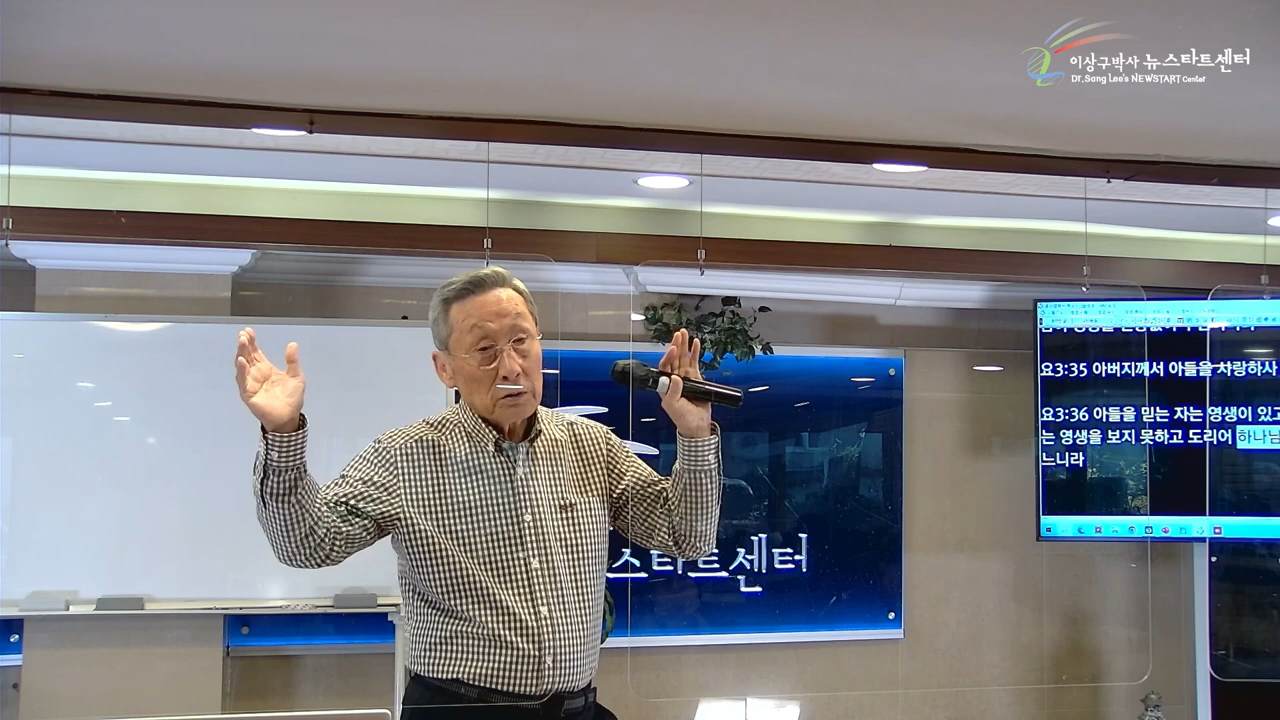 이상구박사 뉴스타트센터
Dr. Sang Lee's NEWSTART Center
요3:35 아버지께서 아들을 사랑하사
요3:36 아들을 믿는 자는 영생이 있고
는 영생을 보지 못하고 도리어 하나님
느니라
스타트센터